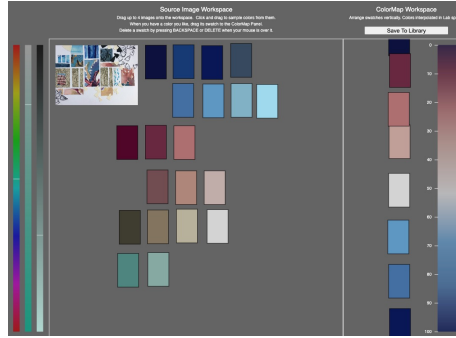 Source Image Workspace
Drag up to 4 images onto the workspace. Click and drag to sample colors from them.
When you have a color you like, drag its swatch to the ColorMap Panel.
Delete a swatch by pressing BACKSPACE or DELETE when your mouse is over it.
ColorMap Workspace
Arrange swatches vertically. Colors interpolated in Lab sp
Save To Library
0
10
20
30
40
50
60
70
80
90
100